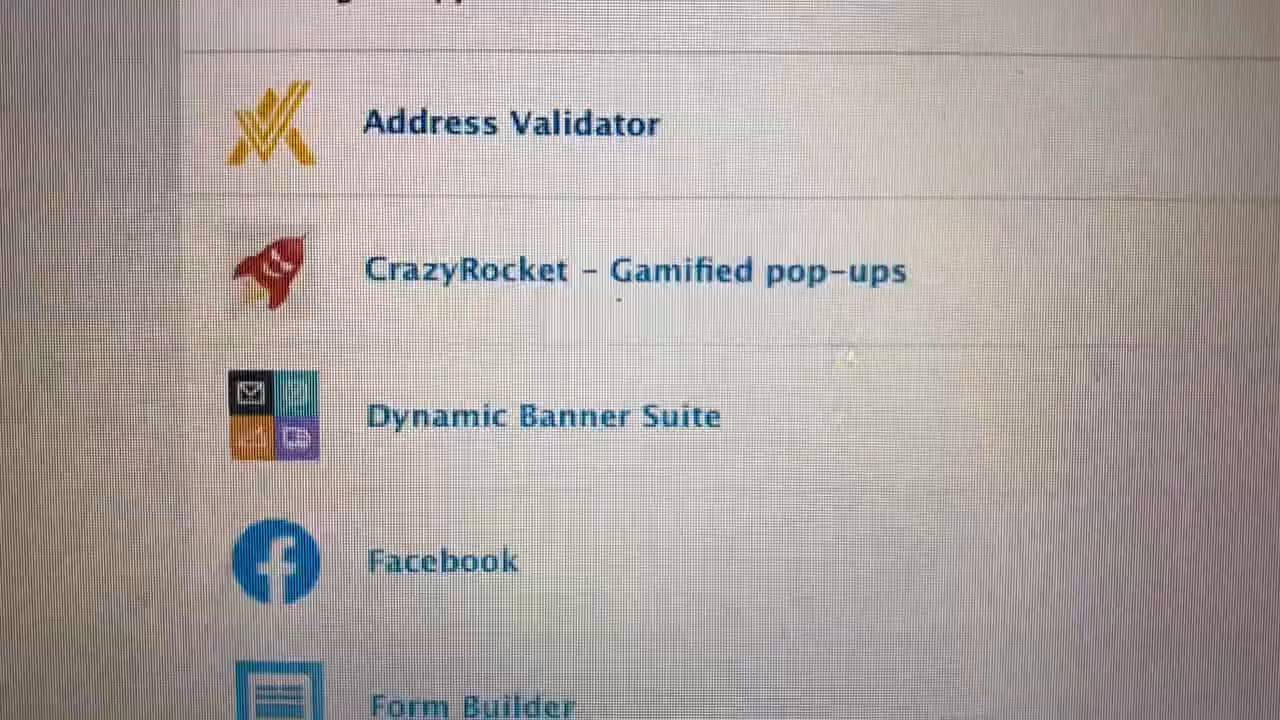 Address Validator
CrazyRocket - Gamified pop-ups
Dynamic Banner Suite
Facebook
Form Builder